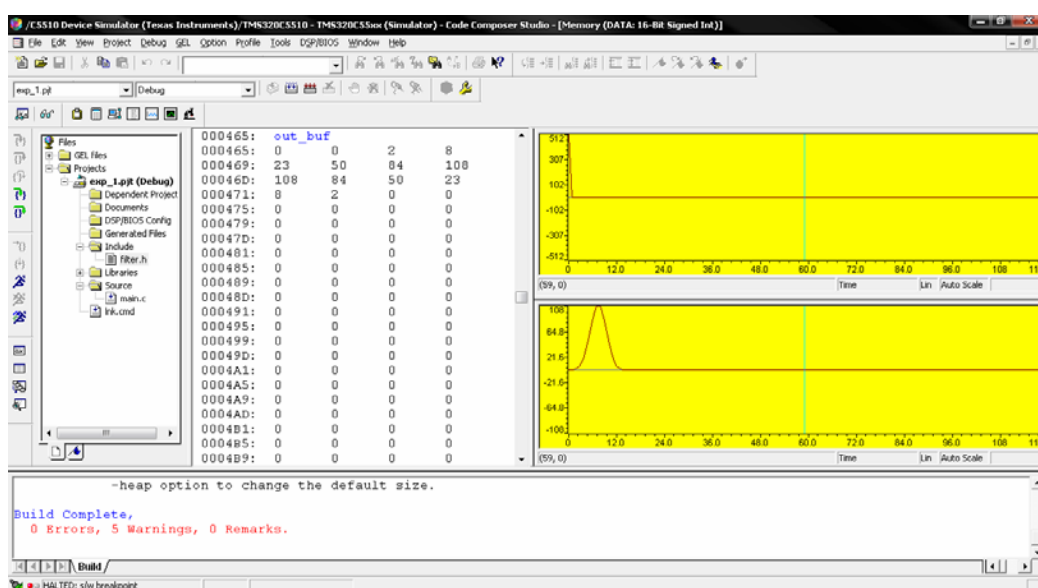 /C5510 Device Simulator (Texas Instruments)/TMS320C5510 - TMS320C55xx (Simulator) - Code Composer Studio - [Memory (DATA: 16-Bit Signed Int)]
File Edit View Project Debug GEL Option Profile Tools DSP/BIOS Window Help
exp_1.pjt Debug
Files
GEL files
Projects
exp_1.pjt (Debug)
Dependent Project
Documents
DSP/BIOS Config
Generated Files
Include
filter.h
Libraries
Source
main.c
lnk.cmd
000465: out_buf
000465: 0 0 2 8
000469: 23 50 84 108
00046D: 108 84 50 23
000471: 8 2 0 0
000475: 0 0 0 0
000479: 0 0 0 0
00047D: 0 0 0 0
000481: 0 0 0 0
000485: 0 0 0 0
000489: 0 0 0 0
00048D: 0 0 0 0
000491: 0 0 0 0
000495: 0 0 0 0
000499: 0 0 0 0
00049D: 0 0 0 0
0004A1: 0 0 0 0
0004A5: 0 0 0 0
0004A9: 0 0 0 0
0004AD: 0 0 0 0
0004B1: 0 0 0 0
0004B5: 0 0 0 0
0004B9: 0 0 0 0
512
307
102
-102
-307
-512
0 12.0 24.0 36.0 48.0 60.0 72.0 84.0 96.0 108 11
(59, 0) Time Lin Auto Scale
108
64.8
21.6
-21.6
-64.8
-108
0 12.0 24.0 36.0 48.0 60.0 72.0 84.0 96.0 108 11
(59, 0) Time Lin Auto Scale
-heap option to change the default size.
Build Complete,
0 Errors, 5 Warnings, 0 Remarks.
Build
HALTED: s/w breakpoint